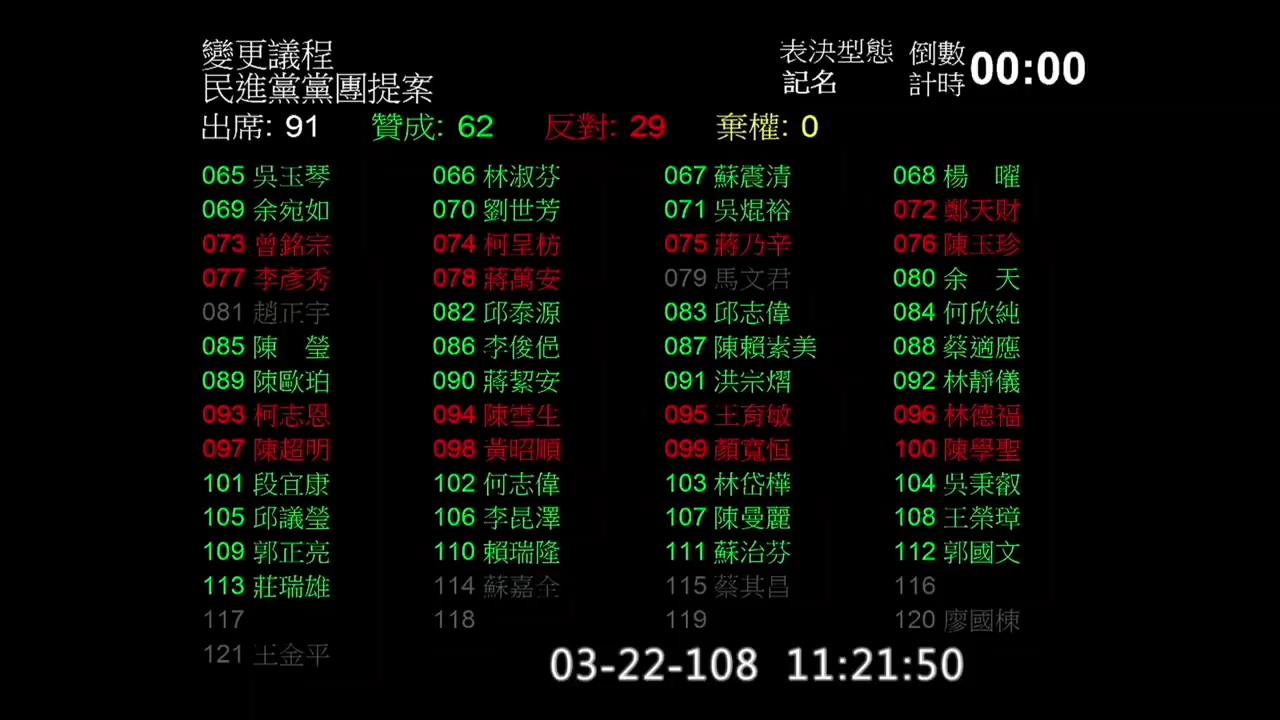 變更議程
民進黨黨團提案
表決型態
記名
倒數
計時
00:00
出席: 91 贊成: 62 反對: 29 棄權: 0
065 吳玉琴 066 林淑芬 067 蘇震清 068 楊 曜
069 余宛如 070 劉世芳 071 吳焜裕 072 鄭天財
073 曾銘宗 074 柯呈枋 075 蔣乃辛 076 陳玉珍
077 李彥秀 078 蔣萬安 079 馬文君 080 余 天
081 趙正宇 082 邱泰源 083 邱志偉 084 何欣純
085 陳 瑩 086 李俊俋 087 陳賴素美 088 蔡適應
089 陳歐珀 090 蔣絜安 091 洪宗熠 092 林靜儀
093 柯志恩 094 陳雪生 095 王育敏 096 林德福
097 陳超明 098 黃昭順 099 顏寬恒 100 陳學聖
101 段宜康 102 何志偉 103 林岱樺 104 吳秉叡
105 邱議瑩 106 李昆澤 107 陳曼麗 108 王榮璋
109 郭正亮 110 賴瑞隆 111 蘇治芬 112 郭國文
113 莊瑞雄 114 蘇嘉全 115 蔡其昌 116
117 118 119 120 廖國棟
121 王金平
03-22-108 11:21:50